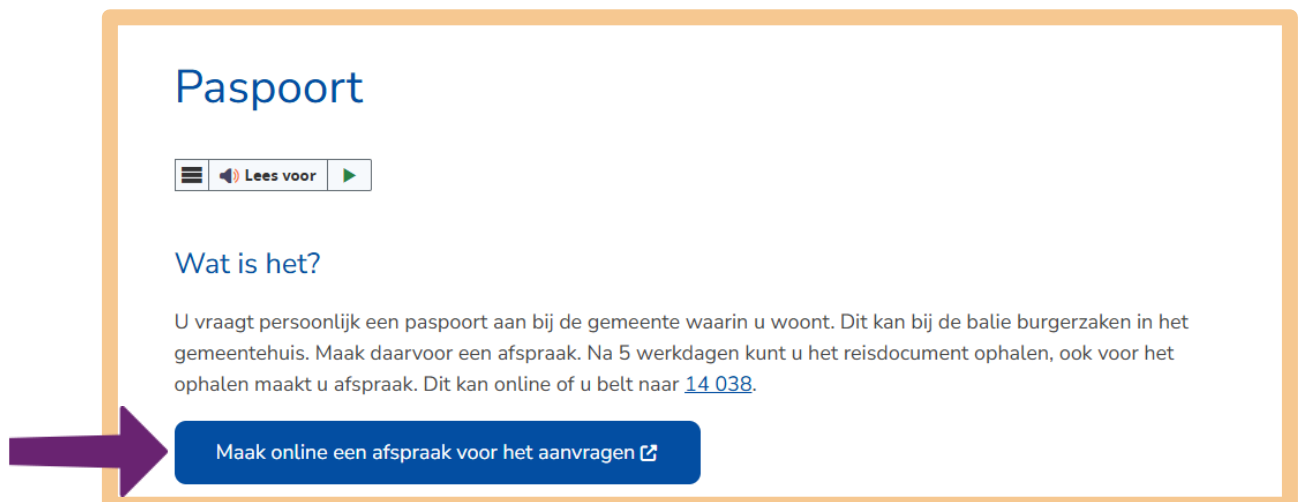 Paspoort
Lees voor
Wat is het?
U vraagt persoonlijk een paspoort aan bij de gemeente waarin u woont. Dit kan bij de balie burgerzaken in het
gemeentehuis. Maak daarvoor een afspraak. Na 5 werkdagen kunt u het reisdocument ophalen, ook voor het
ophalen maakt u afspraak. Dit kan online of u belt naar 14 038.
Maak online een afspraak voor het aanvragen